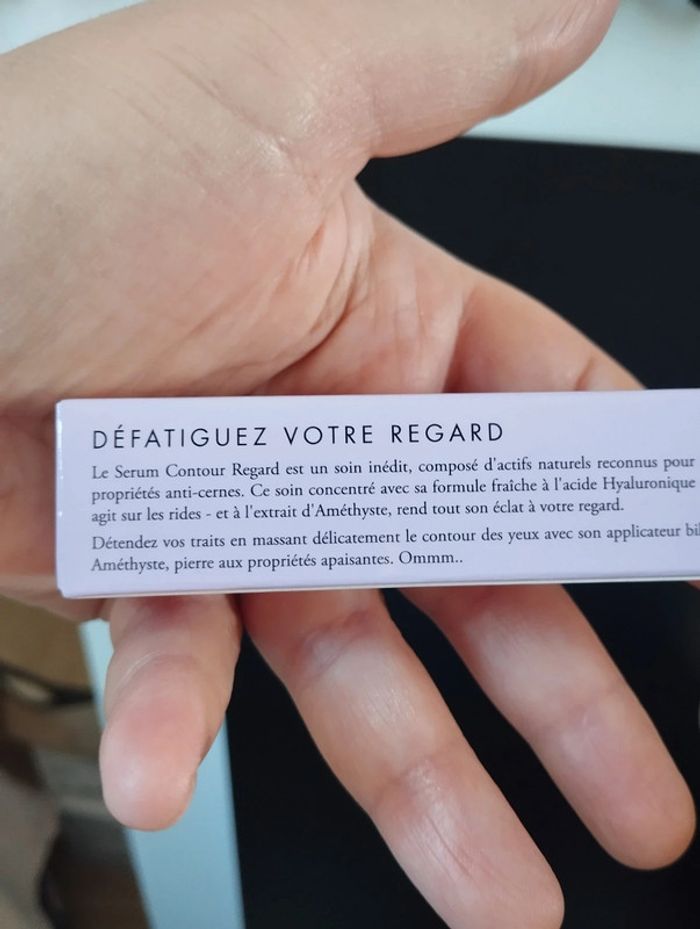 DÉFATIGUEZ VOTRE REGARD
Le Serum Contour Regard est un soin inédit, composé d'actifs naturels reconnus pour
propriétés anti-cernes. Ce soin concentré avec sa formule fraîche à l'acide Hyaluronique
agit sur les rides - et à l'extrait d'Améthyste, rend tout son éclat à votre regard.
Détendez vos traits en massant délicatement le contour des yeux avec son applicateur
Améthyste, pierre aux propriétés apaisantes. Ommm..